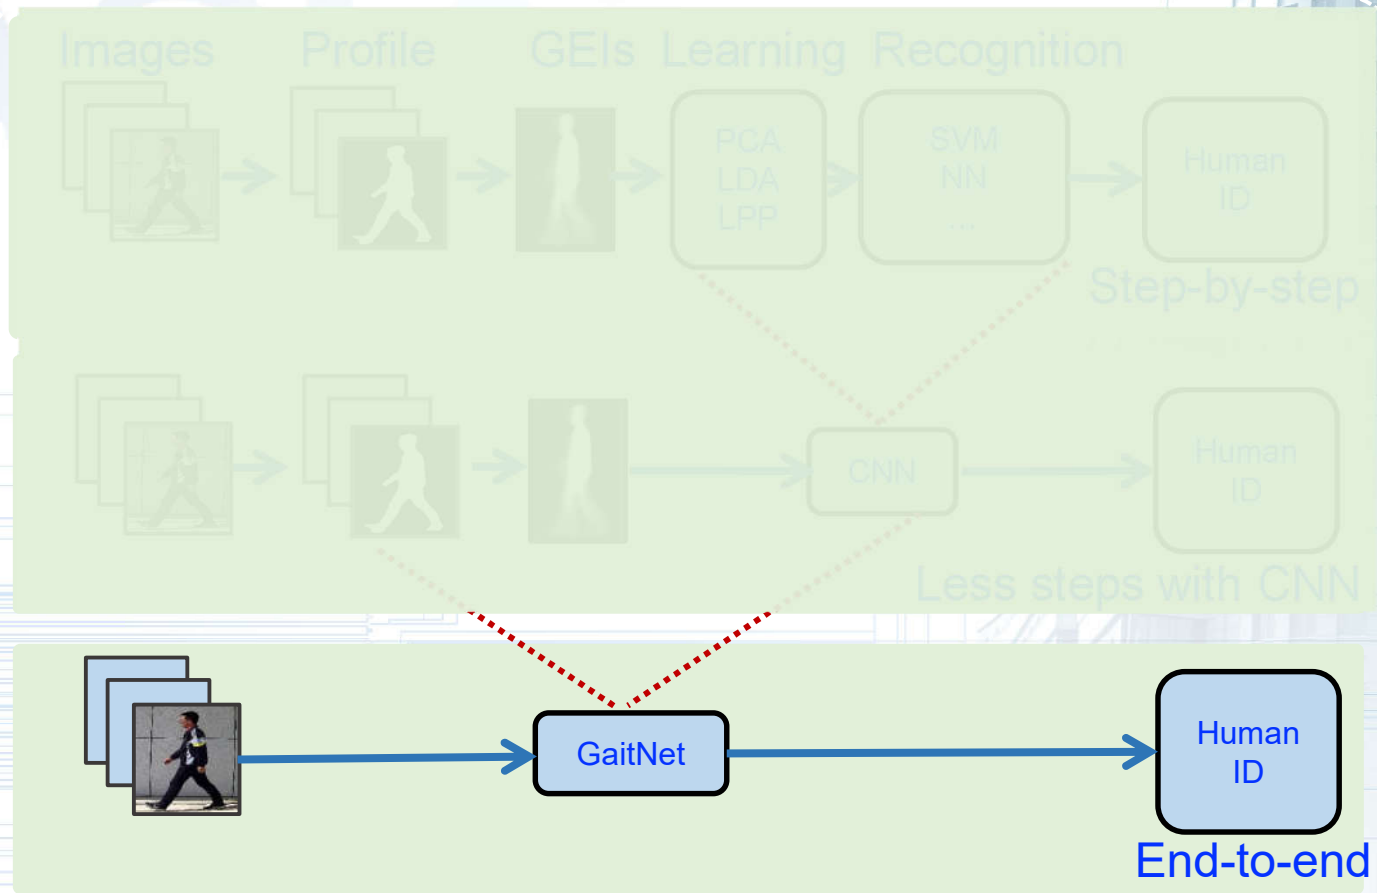 Images Profile GEIs Learning Recognition
PCA
LDA
LPP
SVM
NN
...
Human
ID
Step-by-step
CNN
Human
ID
Less steps with CNN
GaitNet
Human
ID
End-to-end